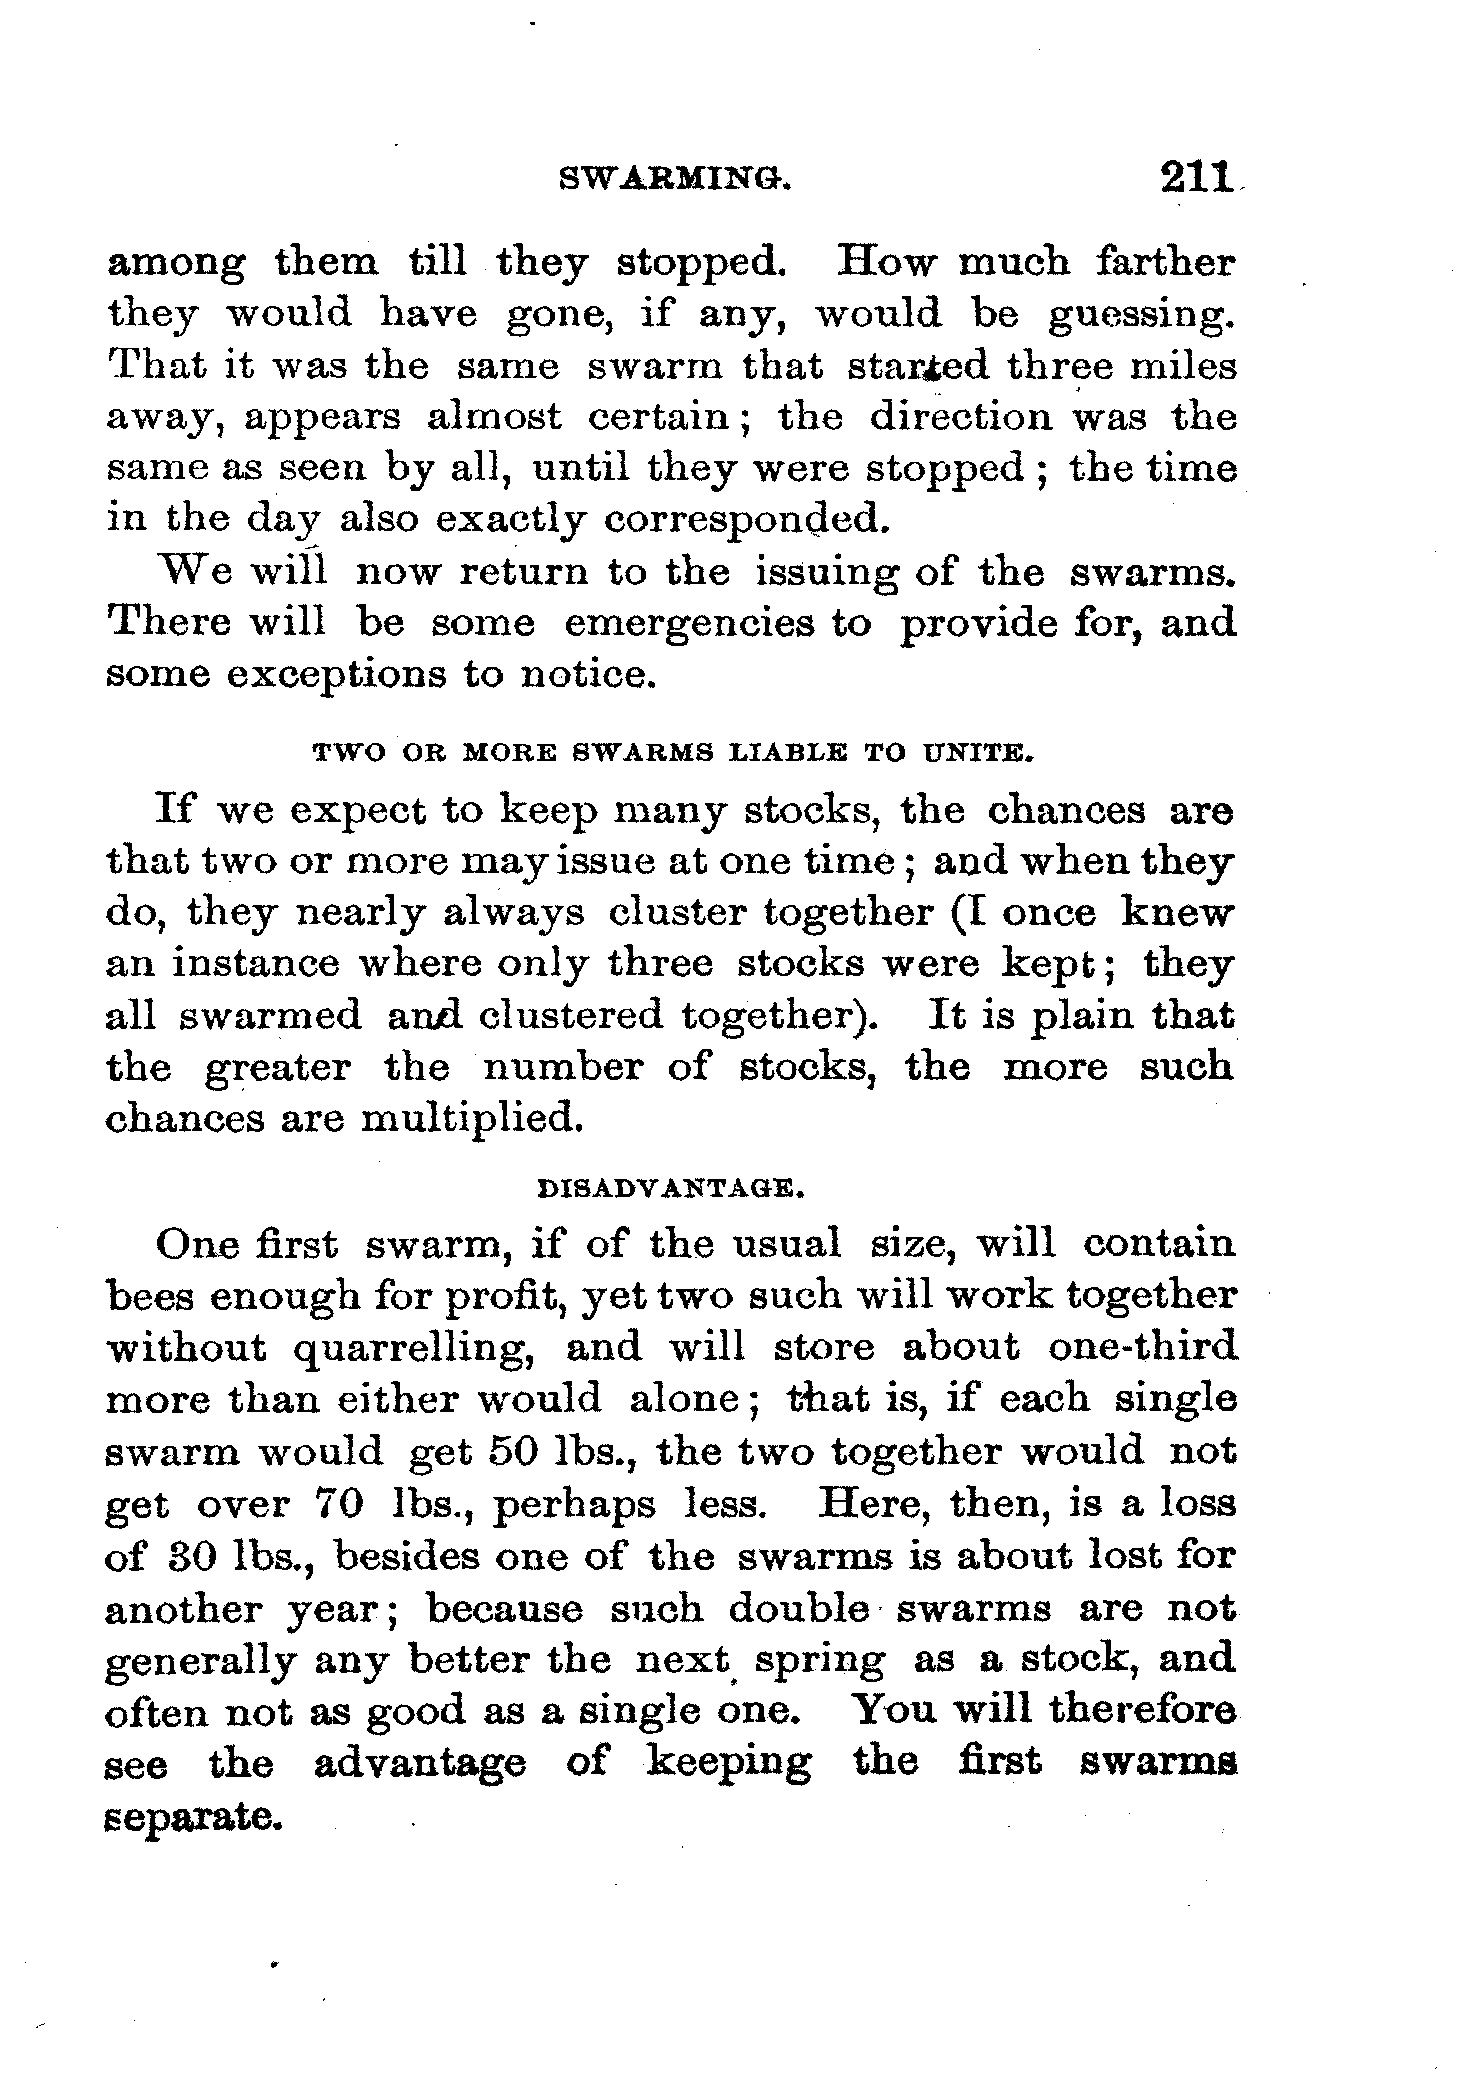 SWARMING. 211
among them till they stopped. How much farther
they would have gone, if any, would be guessing.
That it was the same swarm that started three miles
away, appears almost certain; the direction was the
same as seen by all, until they were stopped; the time
in the day also exactly corresponded.
We will now return to the issuing of the swarms.
There will be some emergencies to provide for, and
some exceptions to notice.
TWO OR MORE SWARMS LIABLE TO UNITE.
If we expect to keep many stocks, the chances are
that two or more may issue at one time; and when they
do, they nearly always cluster together (I once knew
an instance where only three stocks were kept; they
all swarmed and clustered together). It is plain that
the greater the number of stocks, the more such
chances are multiplied.
DISADVANTAGE.
One first swarm, if of the usual size, will contain
bees enough for profit, yet two such will work together
without quarrelling, and will store about one-third
more than either would alone; that is, if each single
swarm would get 50 lbs., the two together would not
get over 70 lbs., perhaps less. Here, then, is a loss
of 30 lbs., besides one of the swarms is about lost for
another year; because such double swarms are not
generally any better the next spring as a stock, and
often not as good as a single one. You will therefore
see the advantage of keeping the first swarms
separate.